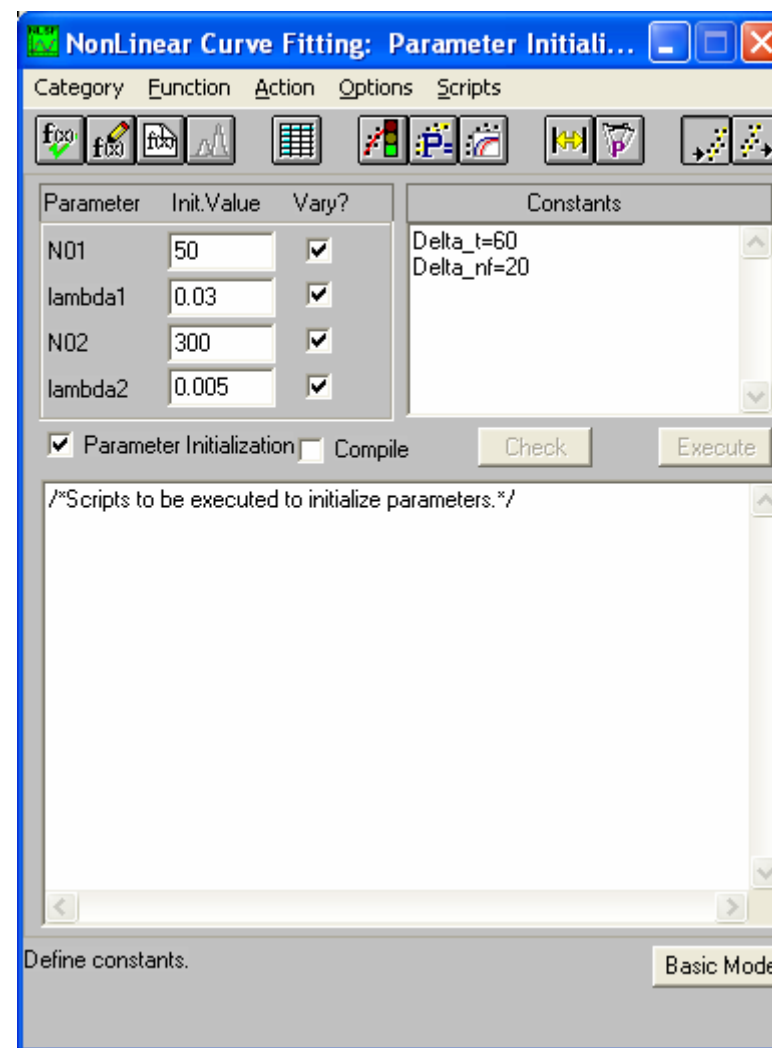 NonLinear Curve Fitting: Parameter Initiali...
Category Function Action Options Scripts
Parameter Init.Value Vary? Constants
N01 50
lambda1 0.03
N02 300
lambda2 0.005
Delta_t=60
Delta_nf=20
Parameter Initialization Compile Check Execute
/*Scripts to be executed to initialize parameters.*/
Define constants.
Basic Mode